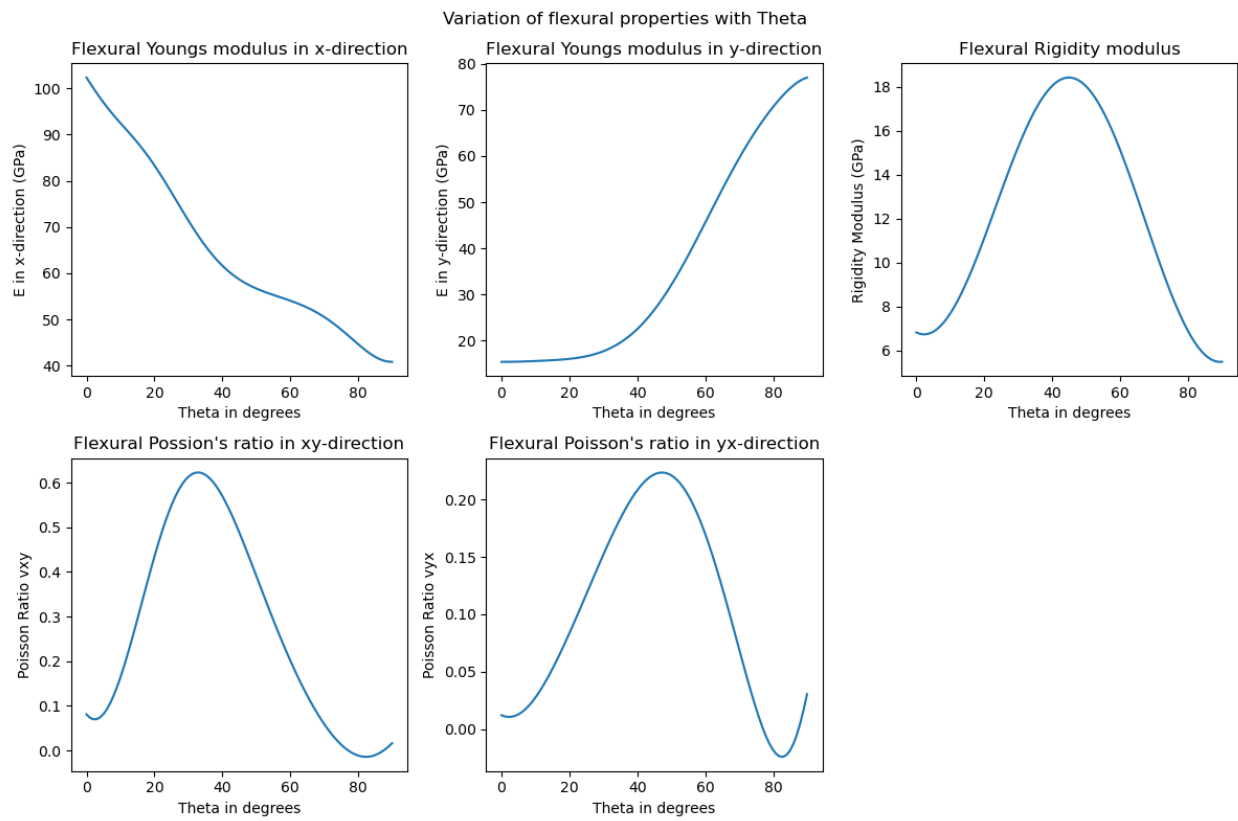 Variation of flexural properties with Theta
Flexural Youngs modulus in x-direction
E in x-direction (GPa)
100
90
80
70
60
50
40
0 20 40 60 80
Theta in degrees
Flexural Youngs modulus in y-direction
E in y-direction (GPa)
80
70
60
50
40
30
20
0 20 40 60 80
Theta in degrees
Flexural Rigidity modulus
Rigidity Modulus (GPa)
18
16
14
12
10
8
6
0 20 40 60 80
Theta in degrees
Flexural Possion's ratio in xy-direction
Poisson Ratio vxy
0.6
0.5
0.4
0.3
0.2
0.1
0.0
0 20 40 60 80
Theta in degrees
Flexural Poisson's ratio in yx-direction
Poisson Ratio vyx
0.20
0.15
0.10
0.05
0.00
0 20 40 60 80
Theta in degrees